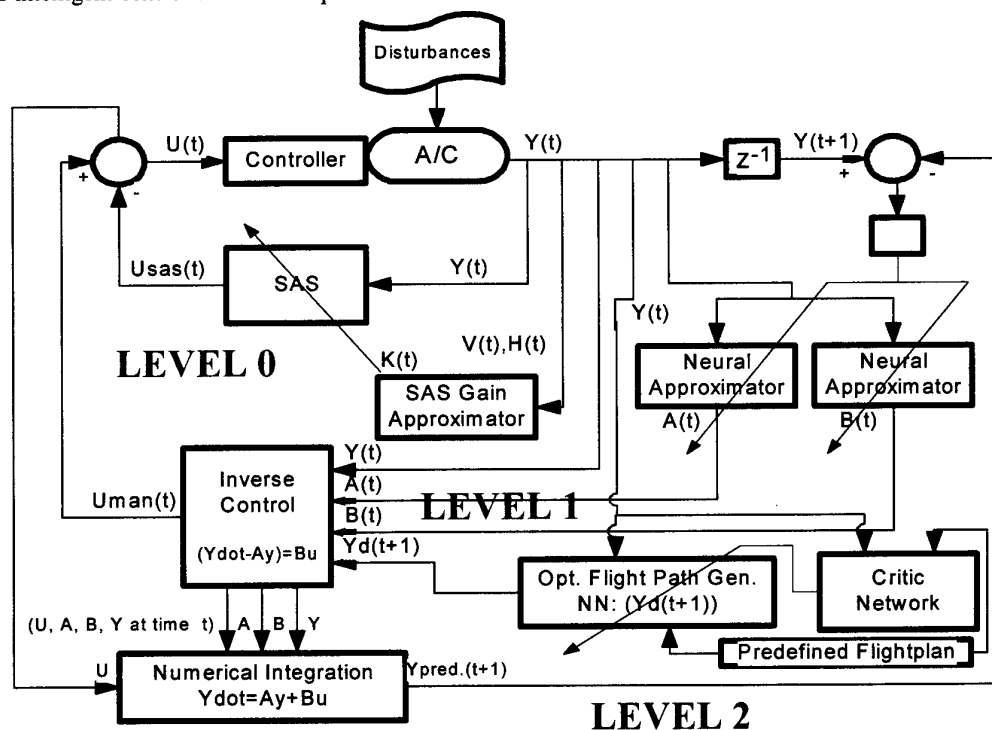 Disturbances
U(t)
Controller
A/C
Y(t)
Z-1
Y(t+1)
+
-
+
-
Usas(t)
SAS
Y(t)
Y(t)
LEVEL 0
K(t)
V(t),H(t)
SAS Gain
Approximator
Neural
Approximator
Neural
Approximator
A(t)
B(t)
Uman(t)
Inverse
Control
(Ydot-Ay)=Bu
Y(t)
A(t)
B(t)
Yd(t+1)
LEVEL 1
Opt. Flight Path Gen.
NN: (Yd(t+1))
Critic
Network
Predefined Flightplan
(U, A, B, Y at time t)
A
B
Y
U
Numerical Integration
Ydot=Ay+Bu
Ypred.(t+1)
LEVEL 2